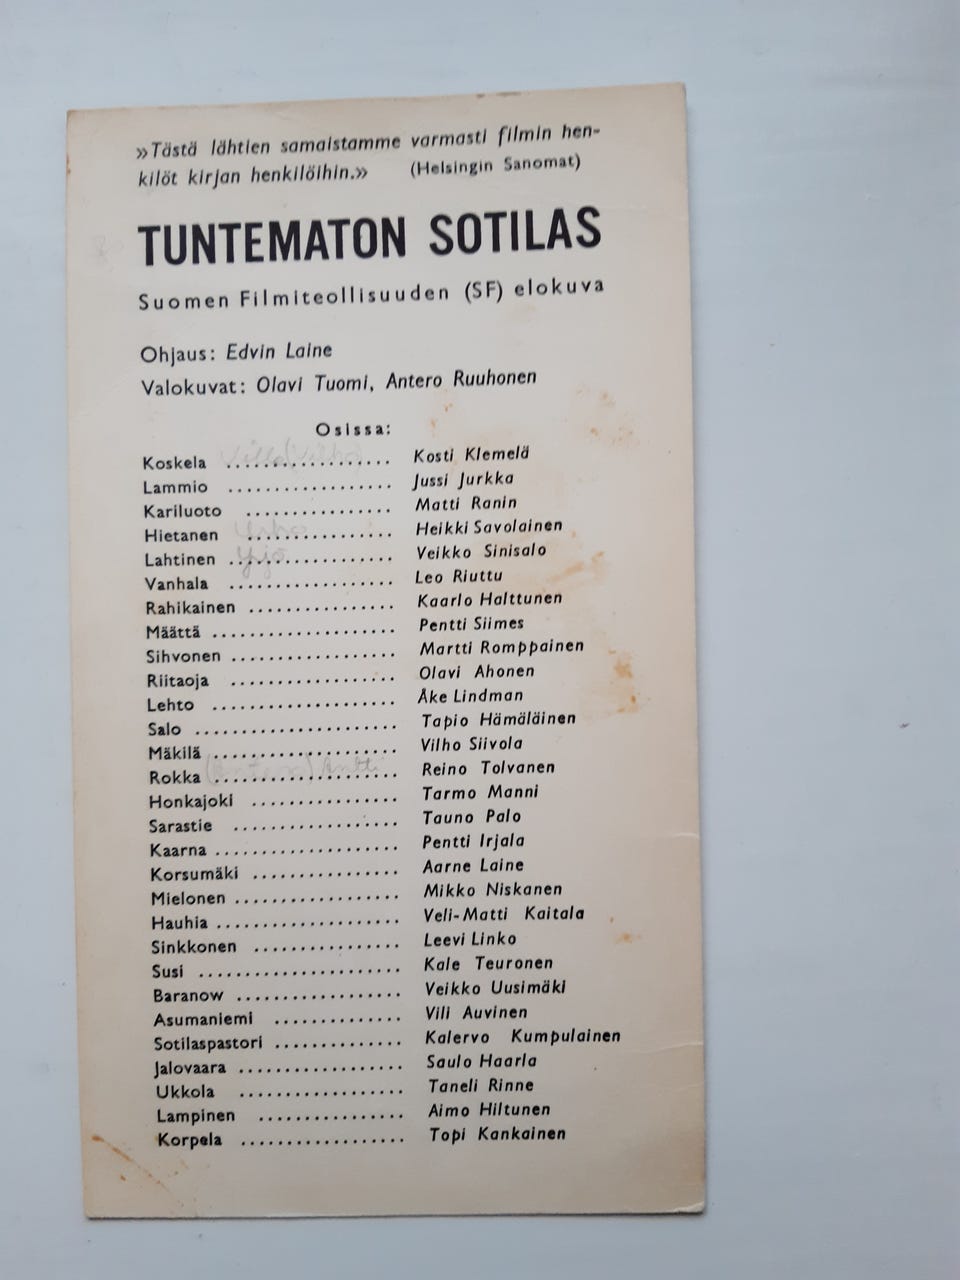 »Tästä lähtien samaistamme varmasti filmin hen-
kilöt kirjan henkilöihin.» (Helsingin Sanomat)
TUNTEMATON SOTILAS
Suomen Filmiteollisuuden (SF) elokuva
Ohjaus: Edvin Laine
Valokuvat: Olavi Tuomi, Antero Ruuhonen
Osissa:
Koskela .................. Kosti Klemelä
Lammio .................. Jussi Jurkka
Kariluoto ................ Matti Ranin
Hietanen ................ Heikki Savolainen
Lahtinen Yrjö .................. Veikko Sinisalo
Vanhala .................. Leo Riuttu
Rahikainen ................ Kaarlo Halttunen
Määttä .................... Pentti Siimes
Sihvonen .................. Martti Romppainen
Riitaoja .................. Olavi Ahonen
Lehto .................... Åke Lindman
Salo ...................... Tapio Hämäläinen
Mäkilä .................... Vilho Siivola
Rokka (Antero) Antti .................... Reino Tolvanen
Honkajoki ................ Tarmo Manni
Sarastie .................. Tauno Palo
Kaarna .................... Pentti Irjala
Korsumäki ................ Aarne Laine
Mielonen .................. Mikko Niskanen
Hauhia .................... Veli-Matti Kaitala
Sinkkonen ................ Leevi Linko
Susi ...................... Kale Teuronen
Baranow .................. Veikko Uusimäki
Asumaniemi .............. Vili Auvinen
Sotilaspastori .............. Kalervo Kumpulainen
Jalovaara .................. Saulo Haarla
Ukkola .................. Taneli Rinne
Lampinen ................ Aimo Hiltunen
Korpela .................. Topi Kankainen